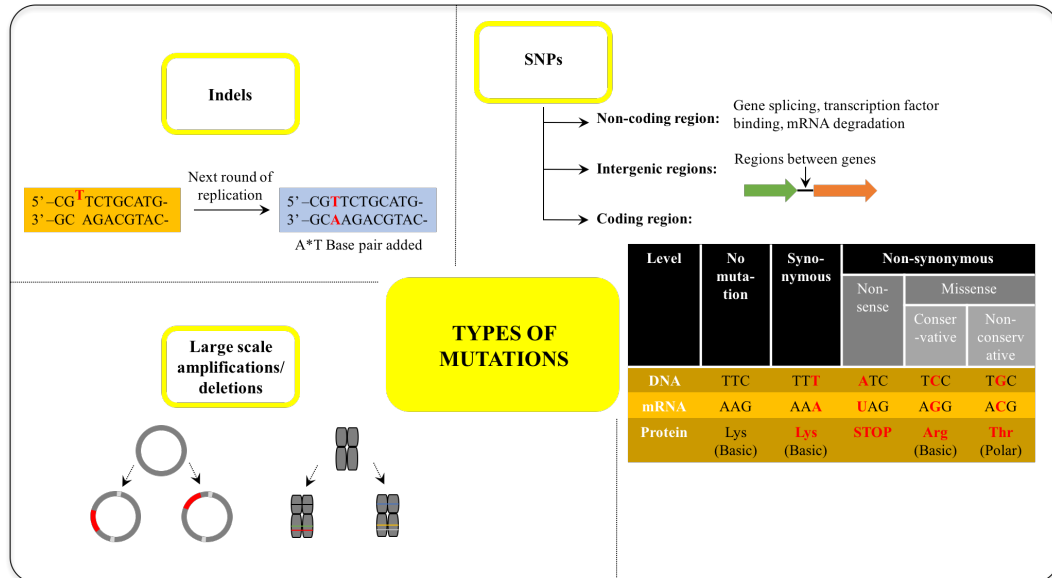 Indels
5’ –CGTTCTGCATG-
3’ –GC AGACGTAC-
Next round of
replication
5’ –CGTTCTGCATG-
3’ –GCAAGACGTAC-
A*T Base pair added
SNPs
Non-coding region:
Gene splicing, transcription factor
binding, mRNA degradation
Intergenic regions:
Regions between genes
Coding region:
TYPES OF
MUTATIONS
Large scale
amplifications/
deletions
Level
No
muta-
tion
Syno-
nymous
Non-synonymous
Non-
sense
Missense
Conser
-vative
Non-
conserv
ative
DNA TTC TTT ATC TCC TGC
mRNA AAG AAA UAG AGG ACG
Protein Lys Lys STOP Arg Thr
(Basic) (Basic) (Basic) (Polar)